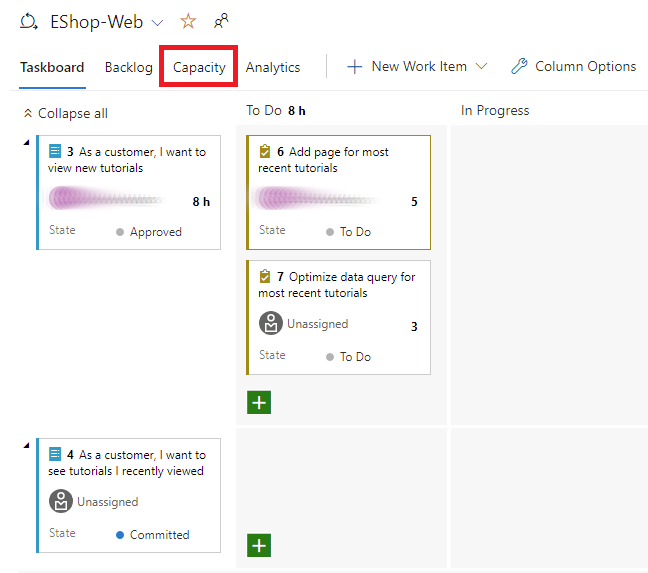 EShop-Web
Taskboard Backlog Capacity Analytics New Work Item Column Options
Collapse all
To Do 8 h
In Progress
3 As a customer, I want to
view new tutorials
8 h
State Approved
6 Add page for most
recent tutorials
5
State To Do
7 Optimize data query for
most recent tutorials
Unassigned 3
State To Do
4 As a customer, I want to
see tutorials I recently viewed
Unassigned
State Committed